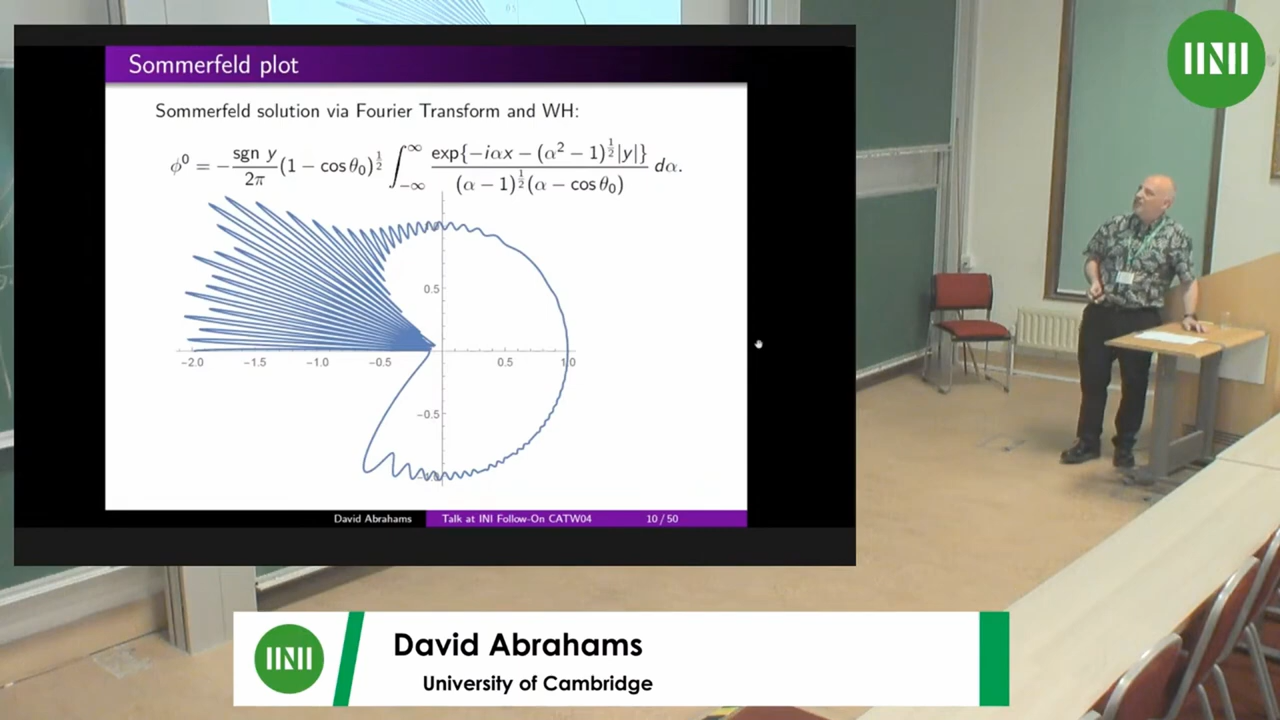 Sommerfeld plot
Sommerfeld solution via Fourier Transform and WH:
ϕ⁰ = −(sgn y / 2π)(1 − cos θ₀)^{1/2} ∫_{−∞}^{∞} exp{−iαx − (α² − 1)^{1/2}|y|} / ((α − 1)^{1/2}(α − cos θ₀)) dα.
0.5
−2.0 −1.5 −1.0 −0.5 0.5 1.0
−0.5
David Abrahams Talk at INI Follow-On CATW04 10 / 50
David Abrahams
University of Cambridge